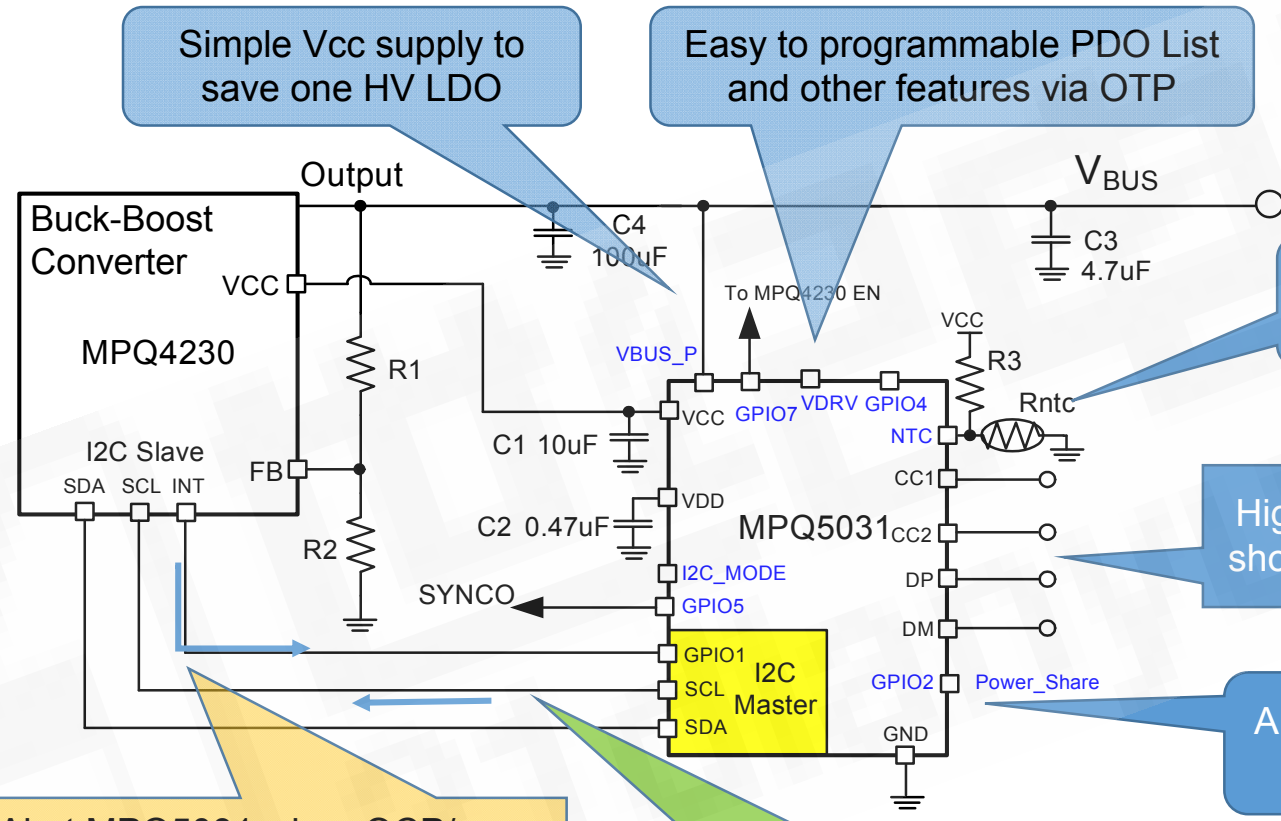 Simple Vcc supply to
save one HV LDO
Easy to programmable PDO List
and other features via OTP
Output
VBUS
Buck-Boost
Converter
VCC
MPQ4230
I2C Slave
SDA SCL INT
FB
R1
R2
C4
100uF
C3
4.7uF
To MPQ4230 EN
VBUS_P
GPIO7
VDRV
GPIO4
VCC
R3
Rntc
NTC
VCC
C1 10uF
VDD
C2 0.47uF
MPQ5031
CC1
CC2
DP
DM
I2C_MODE
SYNCO
GPIO5
GPIO1
SCL
SDA
I2C
Master
GPIO2
Power_Share
GND
Hig
sho
A